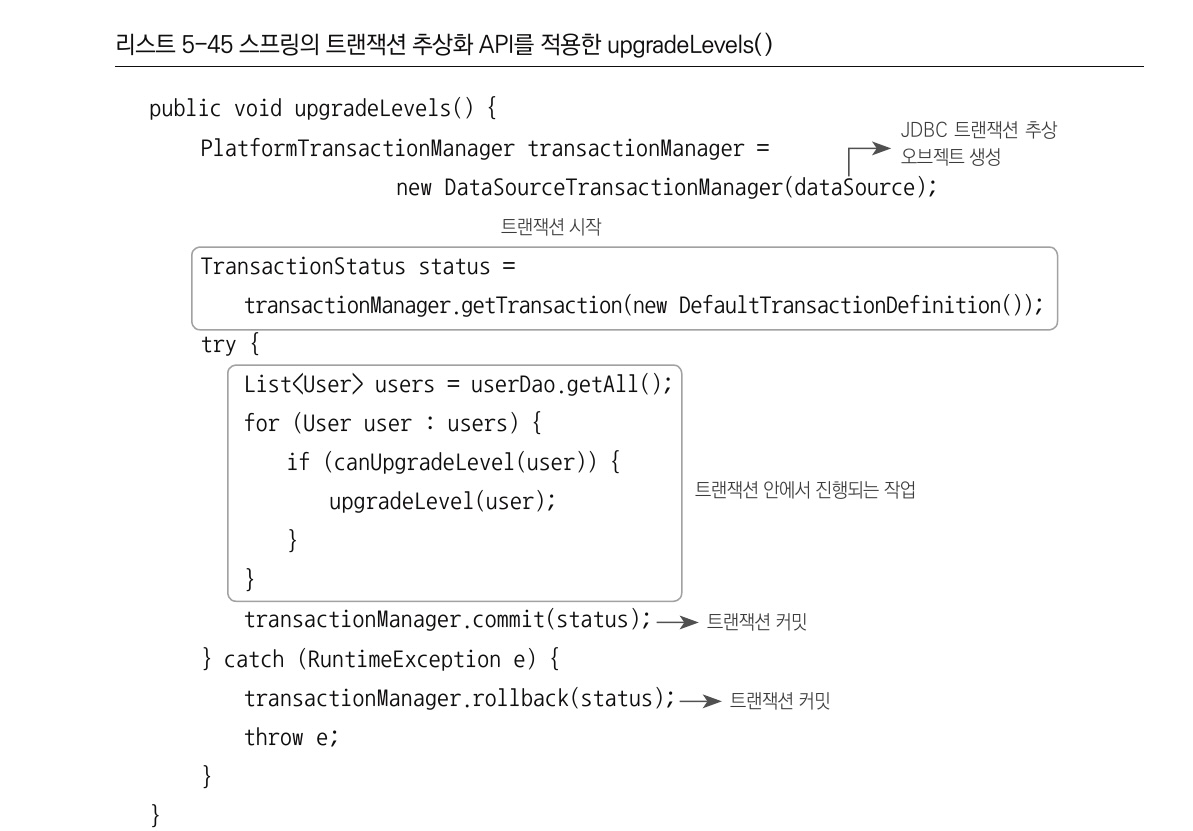 리스트 5-45 스프링의 트랜잭션 추상화 API를 적용한 upgradeLevels()
public void upgradeLevels() {
PlatformTransactionManager transactionManager =
JDBC 트랜잭션 추상
오브젝트 생성
new DataSourceTransactionManager(dataSource);
트랜잭션 시작
TransactionStatus status =
transactionManager.getTransaction(new DefaultTransactionDefinition());
try {
List<User> users = userDao.getAll();
for (User user : users) {
if (canUpgradeLevel(user)) {
upgradeLevel(user);
}
트랜잭션 안에서 진행되는 작업
}
transactionManager.commit(status); 트랜잭션 커밋
} catch (RuntimeException e) {
transactionManager.rollback(status); 트랜잭션 커밋
throw e;
}
}